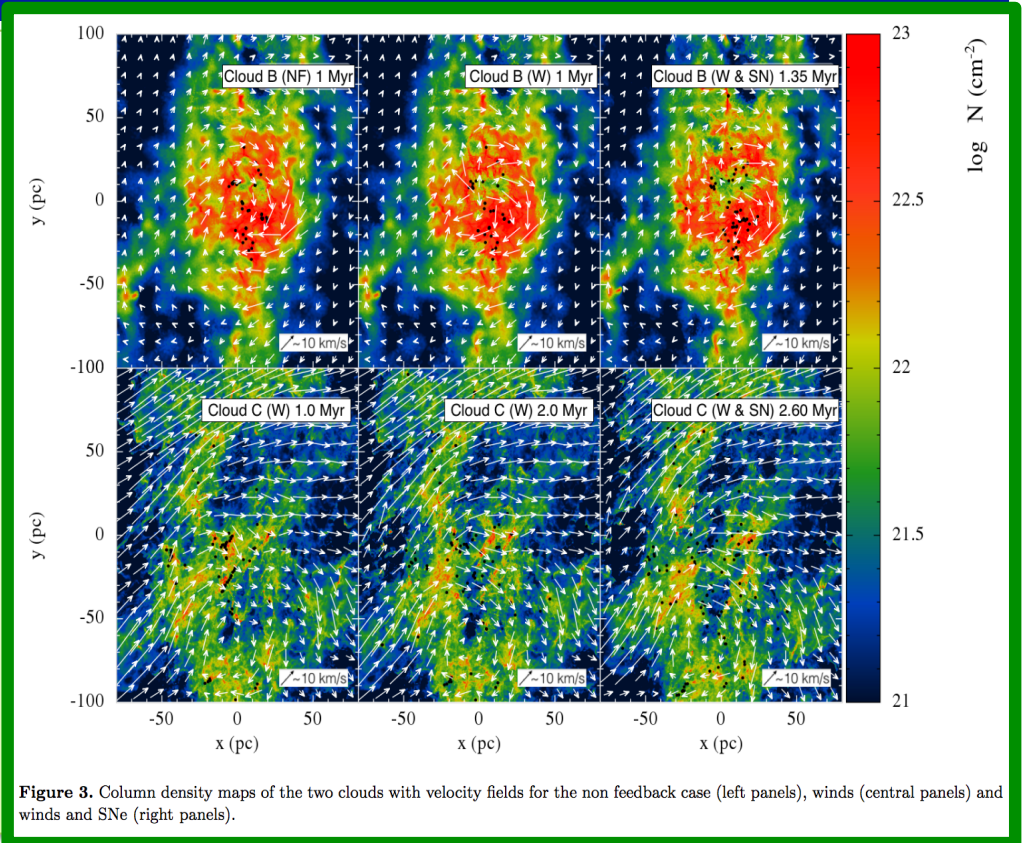 100
50
0
-50
-100
y (pc)
Cloud B (NF) 1 Myr
~10 km/s
Cloud B (W) 1 Myr
~10 km/s
Cloud B (W & SN) 1.35 Myr
~10 km/s
23
22.5
22
21.5
21
log N (cm-2)
50
0
-50
-100
y (pc)
Cloud C (W) 1.0 Myr
~10 km/s
Cloud C (W) 2.0 Myr
~10 km/s
Cloud C (W & SN) 2.60 Myr
~10 km/s
-50 0 50
x (pc)
-50 0 50
x (pc)
-50 0 50
x (pc)
Figure 3. Column density maps of the two clouds with velocity fields for the non feedback case (left panels), winds (central panels) and
winds and SNe (right panels).